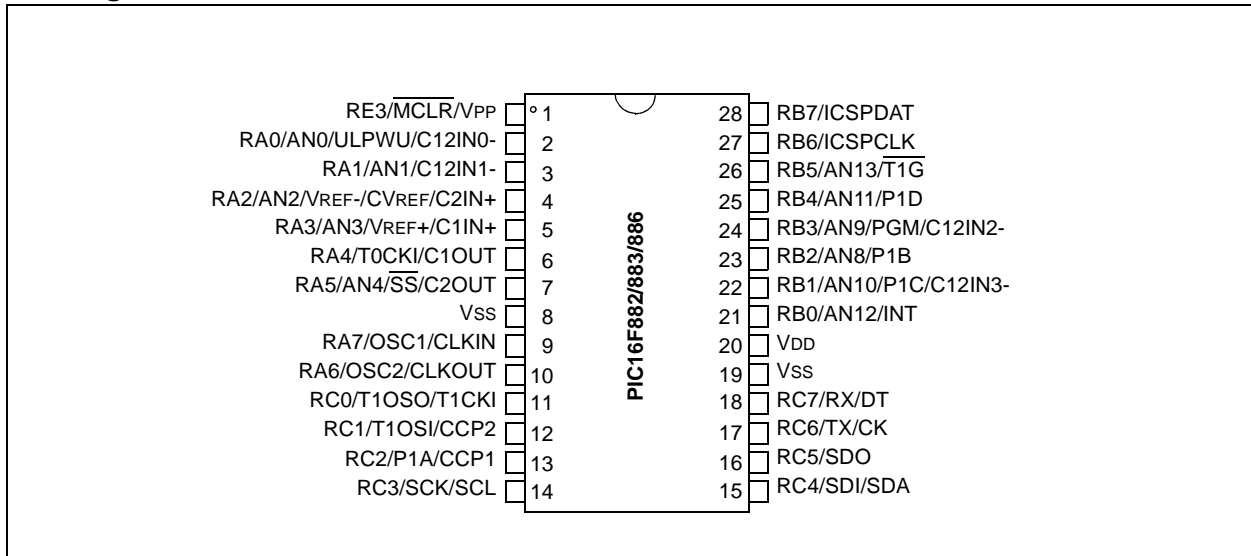 RE3/MCLR/VPP 1
RA0/AN0/ULPWU/C12IN0- 2
RA1/AN1/C12IN1- 3
RA2/AN2/VREF-/CVREF/C2IN+ 4
RA3/AN3/VREF+/C1IN+ 5
RA4/T0CKI/C1OUT 6
RA5/AN4/SS/C2OUT 7
VSS 8
RA7/OSC1/CLKIN 9
RA6/OSC2/CLKOUT 10
RC0/T1OSO/T1CKI 11
RC1/T1OSI/CCP2 12
RC2/P1A/CCP1 13
RC3/SCK/SCL 14
PIC16F882/883/886
28 RB7/ICSPDAT
27 RB6/ICSPCLK
26 RB5/AN13/T1G
25 RB4/AN11/P1D
24 RB3/AN9/PGM/C12IN2-
23 RB2/AN8/P1B
22 RB1/AN10/P1C/C12IN3-
21 RB0/AN12/INT
20 VDD
19 VSS
18 RC7/RX/DT
17 RC6/TX/CK
16 RC5/SDO
15 RC4/SDI/SDA